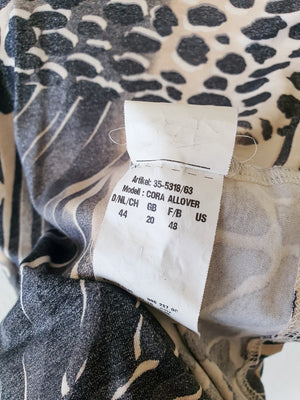 Artikel: 35-5318/63
Modell: CORA ALLOVER
D/NL/CH GB F/B US
44 20 48